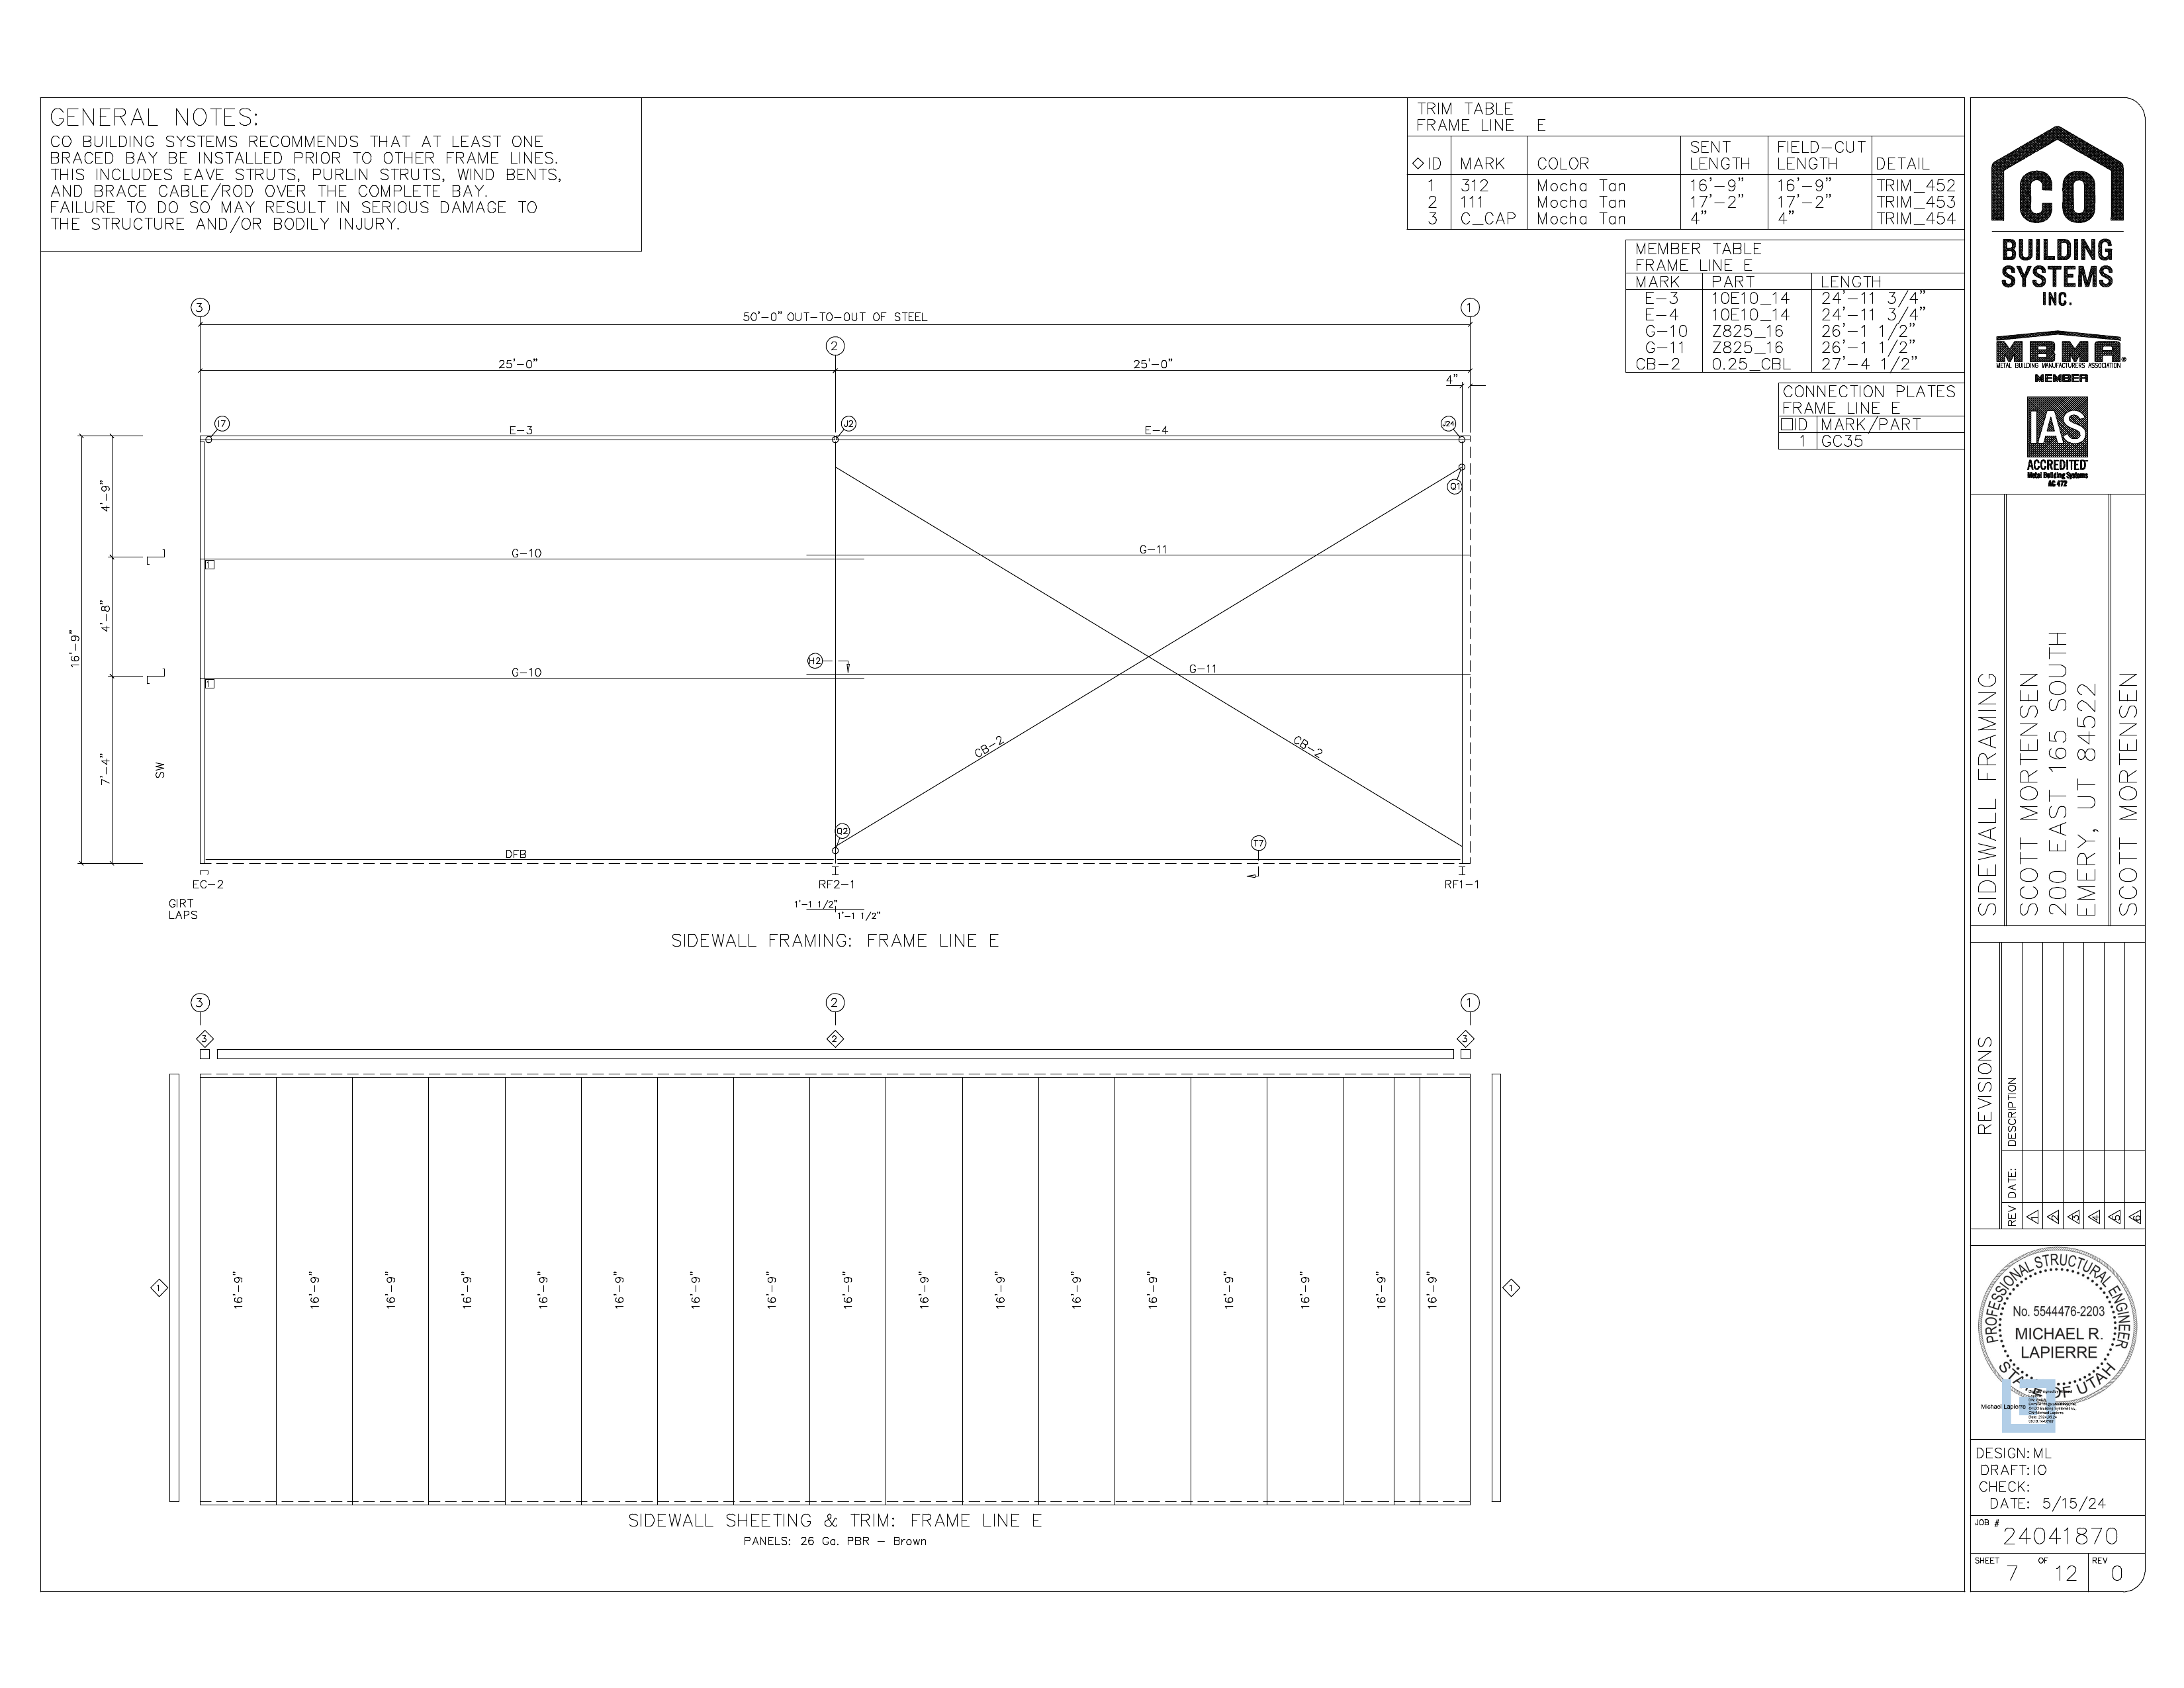 GENERAL NOTES:
CO BUILDING SYSTEMS RECOMMENDS THAT AT LEAST ONE
BRACED BAY BE INSTALLED PRIOR TO OTHER FRAME LINES.
THIS INCLUDES EAVE STRUTS, PURLIN STRUTS, WIND BENTS,
AND BRACE CABLE/ROD OVER THE COMPLETE BAY.
FAILURE TO DO SO MAY RESULT IN SERIOUS DAMAGE TO
THE STRUCTURE AND/OR BODILY INJURY.
TRIM TABLE
FRAME LINE E
◇ID MARK COLOR SENT LENGTH FIELD-CUT LENGTH DETAIL
1 312 Mocha Tan 16'-9" 16'-9" TRIM_452
2 111 Mocha Tan 17'-2" 17'-2" TRIM_453
3 C_CAP Mocha Tan 4" 4" TRIM_454
MEMBER TABLE
FRAME LINE E
MARK PART LENGTH
E-3 10E10_14 24'-11 3/4"
E-4 10E10_14 24'-11 3/4"
G-10 Z825_16 26'-1 1/2"
G-11 Z825_16 26'-1 1/2"
CB-2 0.25_CBL 27'-4 1/2"
CONNECTION PLATES
FRAME LINE E
□ID MARK/PART
1 GC35
3 1
50'-0" OUT-TO-OUT OF STEEL
2
25'-0" 25'-0"
4"
I7 E-3 J2 E-4 J24
Q1
4'-9"
G-10 G-11
1
4'-8"
16'-9"
H2
G-10 G-11
1
7'-4"
SW
CB-2 CB-2
Q2
DFB T7
EC-2 RF2-1 RF1-1
GIRT
LAPS
1'-1 1/2"
1'-1 1/2"
SIDEWALL FRAMING: FRAME LINE E
3 2 1
3 2 3
1 16'-9" 16'-9" 16'-9" 16'-9" 16'-9" 16'-9" 16'-9" 16'-9" 16'-9" 16'-9" 16'-9" 16'-9" 16'-9" 16'-9" 16'-9" 16'-9" 16'-9" 1
SIDEWALL SHEETING & TRIM: FRAME LINE E
PANELS: 26 Ga. PBR - Brown
CO
BUILDING
SYSTEMS
INC.
MBMA®
METAL BUILDING MANUFACTURERS ASSOCIATION
MEMBER
IAS
ACCREDITED
Metal Building Systems
AC 472
SIDEWALL FRAMING
SCOTT MORTENSEN
200 EAST 165 SOUTH
EMERY, UT 84522
SCOTT MORTENSEN
REVISIONS
REV DATE: DESCRIPTION
1
2
3
4
5
6
PROFESSIONAL STRUCTURAL ENGINEER
No. 5544476-2203
MICHAEL R.
LAPIERRE
STATE OF UTAH
Michael Lapierre
DESIGN: ML
DRAFT: IO
CHECK:
DATE: 5/15/24
JOB #
24041870
SHEET 7 OF 12 REV 0